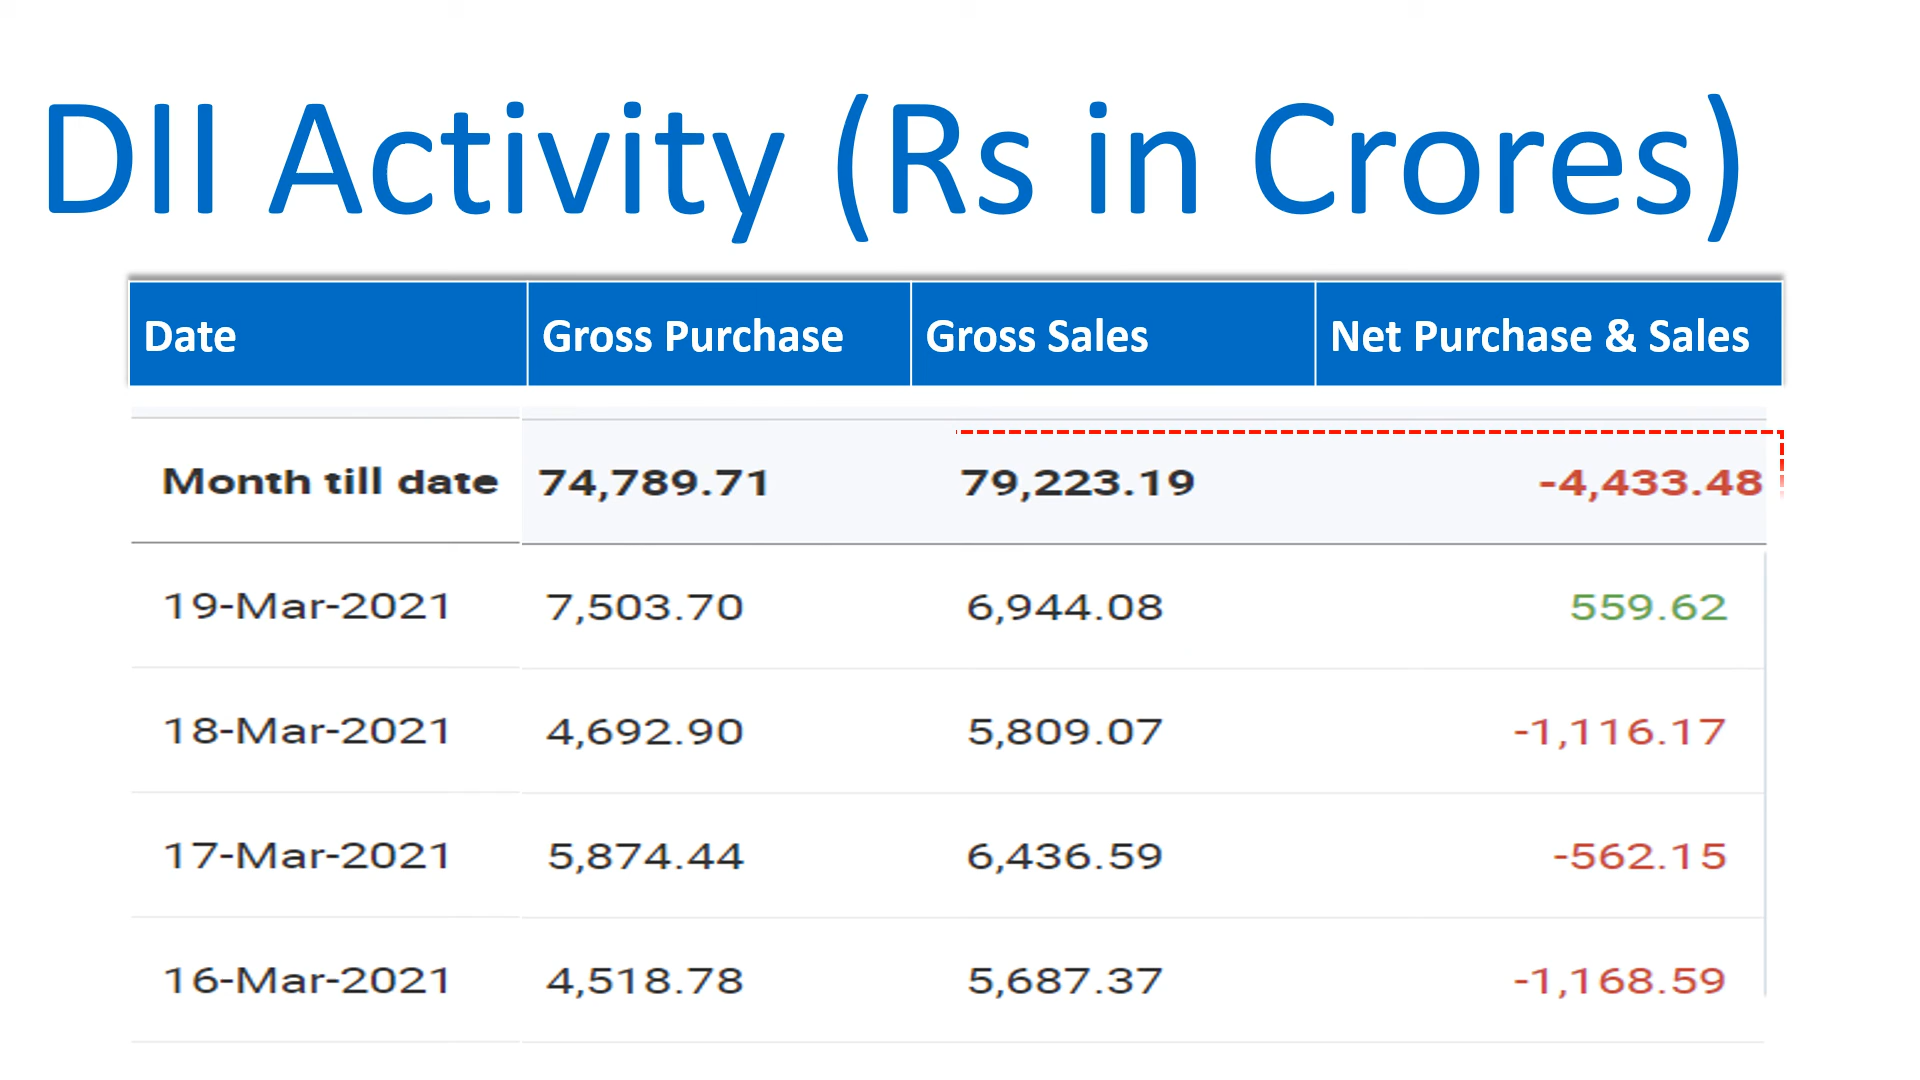 DII Activity (Rs in Crores)
Date Gross Purchase Gross Sales Net Purchase & Sales
Month till date 74,789.71 79,223.19 -4,433.48
19-Mar-2021 7,503.70 6,944.08 559.62
18-Mar-2021 4,692.90 5,809.07 -1,116.17
17-Mar-2021 5,874.44 6,436.59 -562.15
16-Mar-2021 4,518.78 5,687.37 -1,168.59